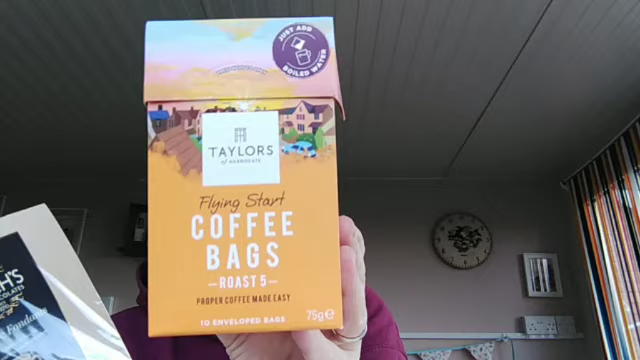 JUST ADD
BOILED WATER
TAYLORS
of HARROGATE
Flying Start
COFFEE
BAGS
ROAST 5
PROPER COFFEE MADE EASY
10 ENVELOPED BAGS
75g e
H'S
Fondants